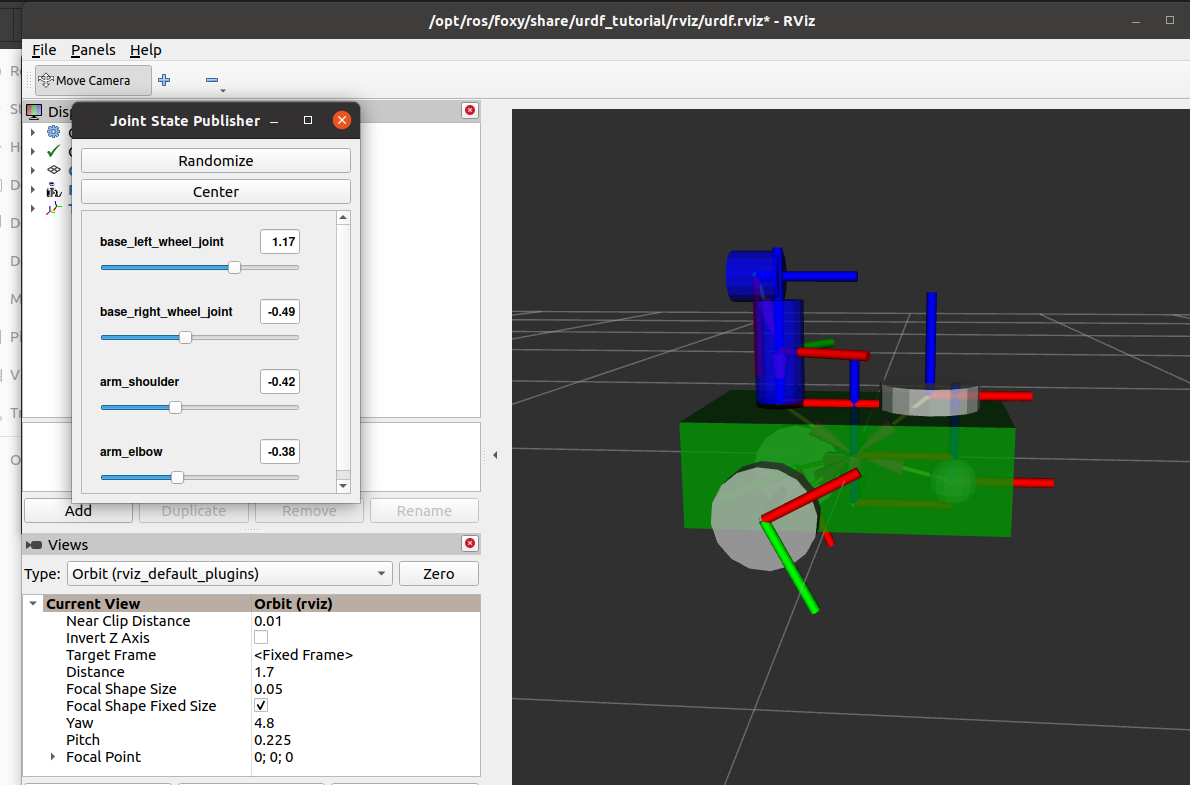 /opt/ros/foxy/share/urdf_tutorial/rviz/urdf.rviz* - RViz
File Panels Help
Move Camera
Joint State Publisher
Randomize
Center
base_left_wheel_joint 1.17
base_right_wheel_joint -0.49
arm_shoulder -0.42
arm_elbow -0.38
Add Duplicate Remove Rename
Views
Type: Orbit (rviz_default_plugins) Zero
Current View Orbit (rviz)
Near Clip Distance 0.01
Invert Z Axis
Target Frame <Fixed Frame>
Distance 1.7
Focal Shape Size 0.05
Focal Shape Fixed Size
Yaw 4.8
Pitch 0.225
Focal Point 0; 0; 0